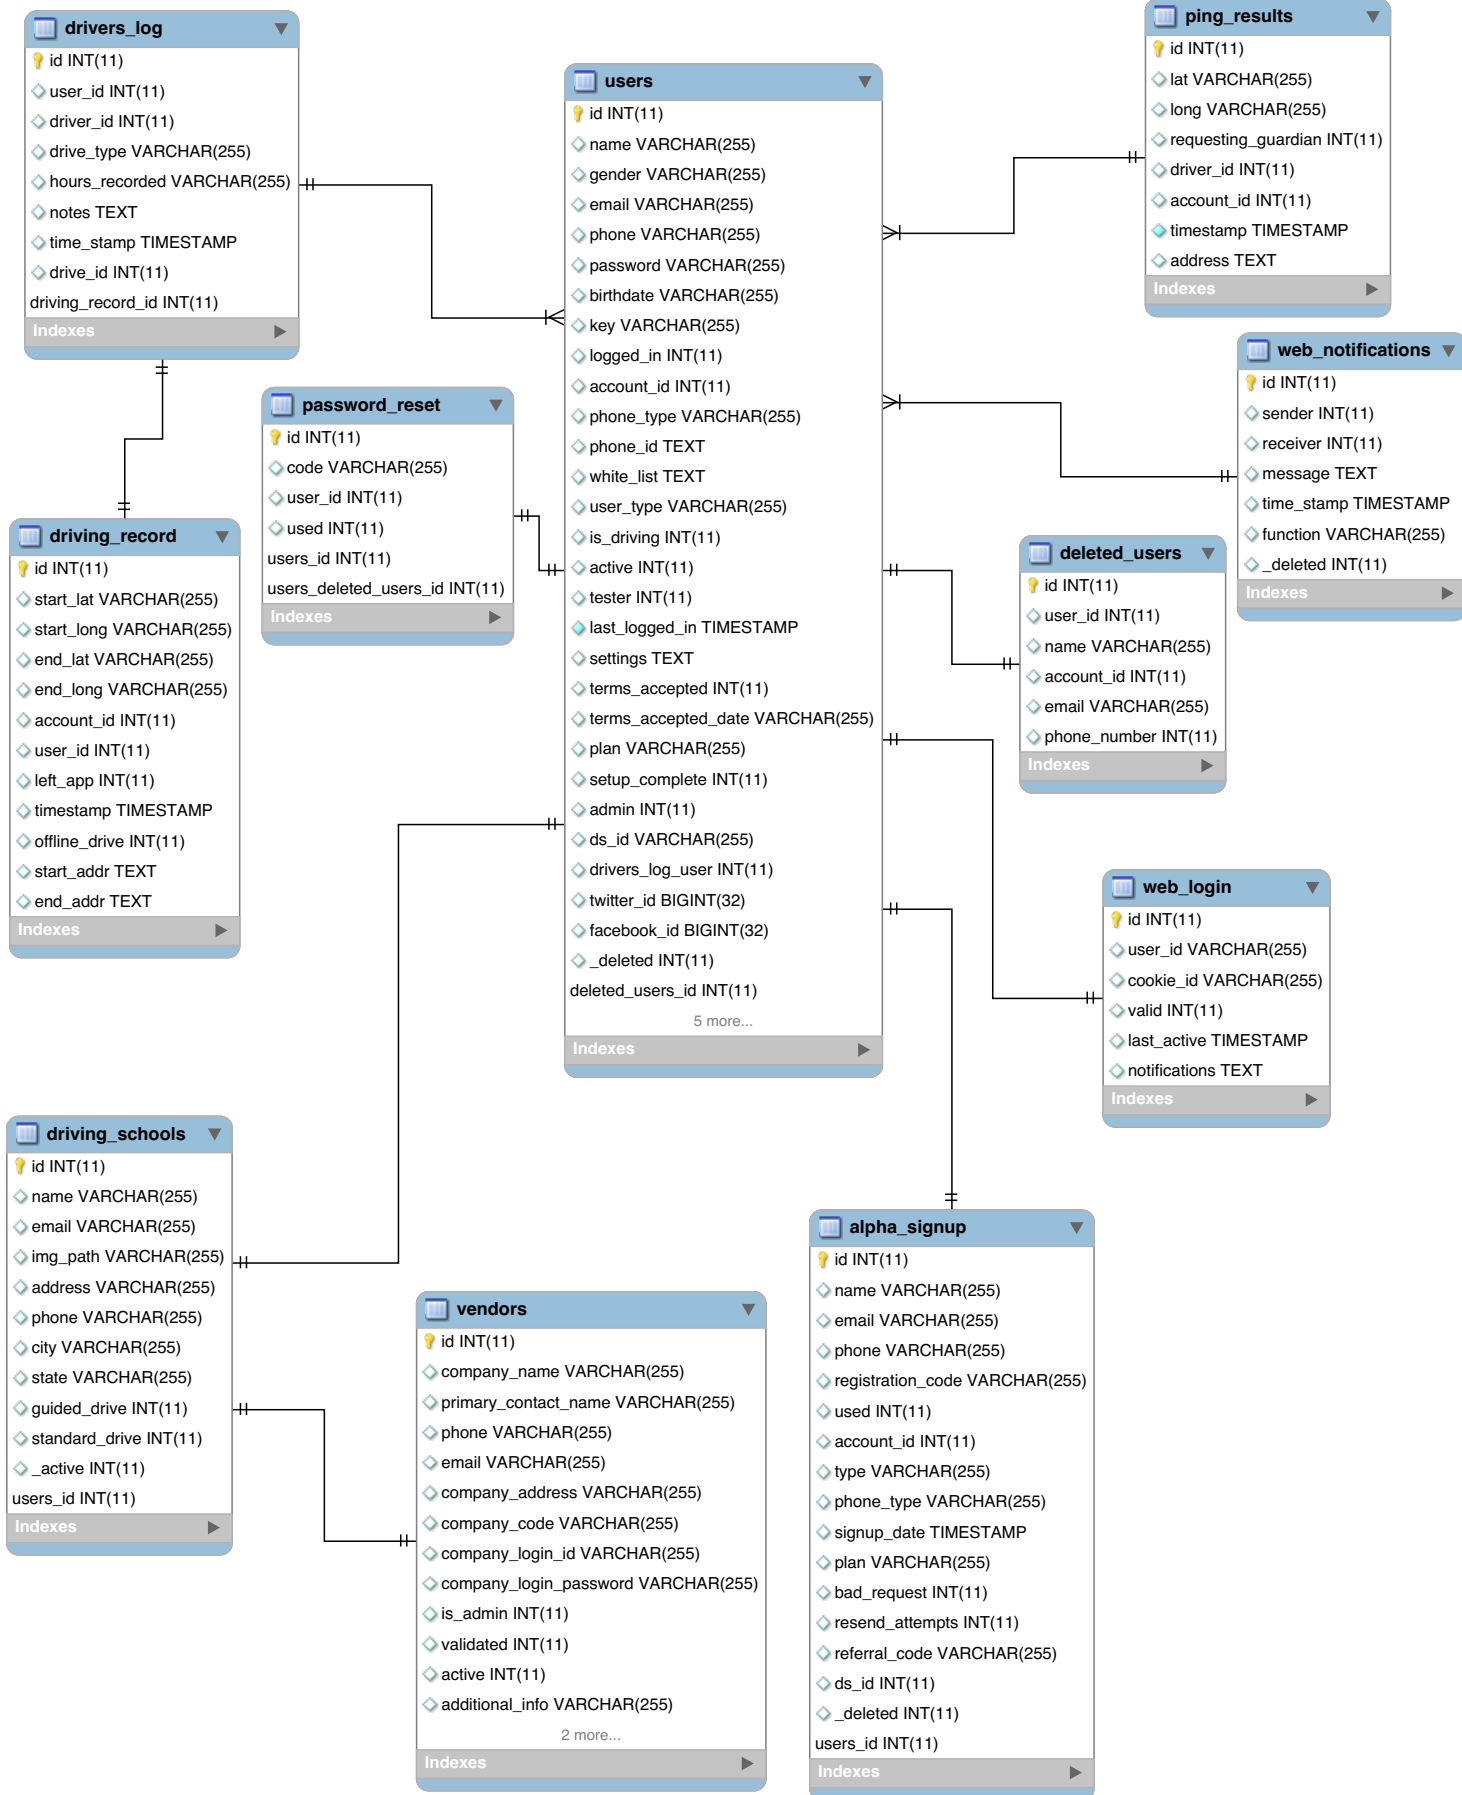 drivers_log
id INT(11)
user_id INT(11)
driver_id INT(11)
drive_type VARCHAR(255)
hours_recorded VARCHAR(255)
notes TEXT
time_stamp TIMESTAMP
drive_id INT(11)
driving_record_id INT(11)
Indexes
users
id INT(11)
name VARCHAR(255)
gender VARCHAR(255)
email VARCHAR(255)
phone VARCHAR(255)
password VARCHAR(255)
birthdate VARCHAR(255)
key VARCHAR(255)
logged_in INT(11)
account_id INT(11)
phone_type VARCHAR(255)
phone_id TEXT
white_list TEXT
user_type VARCHAR(255)
is_driving INT(11)
active INT(11)
tester INT(11)
last_logged_in TIMESTAMP
settings TEXT
terms_accepted INT(11)
terms_accepted_date VARCHAR(255)
plan VARCHAR(255)
setup_complete INT(11)
admin INT(11)
ds_id VARCHAR(255)
drivers_log_user INT(11)
twitter_id BIGINT(32)
facebook_id BIGINT(32)
_deleted INT(11)
deleted_users_id INT(11)
5 more...
Indexes
ping_results
id INT(11)
lat VARCHAR(255)
long VARCHAR(255)
requesting_guardian INT(11)
driver_id INT(11)
account_id INT(11)
timestamp TIMESTAMP
address TEXT
Indexes
web_notifications
id INT(11)
sender INT(11)
receiver INT(11)
message TEXT
time_stamp TIMESTAMP
function VARCHAR(255)
_deleted INT(11)
Indexes
password_reset
id INT(11)
code VARCHAR(255)
user_id INT(11)
used INT(11)
users_id INT(11)
users_deleted_users_id INT(11)
Indexes
driving_record
id INT(11)
start_lat VARCHAR(255)
start_long VARCHAR(255)
end_lat VARCHAR(255)
end_long VARCHAR(255)
account_id INT(11)
user_id INT(11)
left_app INT(11)
timestamp TIMESTAMP
offline_drive INT(11)
start_addr TEXT
end_addr TEXT
Indexes
deleted_users
id INT(11)
user_id INT(11)
name VARCHAR(255)
account_id INT(11)
email VARCHAR(255)
phone_number INT(11)
Indexes
web_login
id INT(11)
user_id VARCHAR(255)
cookie_id VARCHAR(255)
valid INT(11)
last_active TIMESTAMP
notifications TEXT
Indexes
driving_schools
id INT(11)
name VARCHAR(255)
email VARCHAR(255)
img_path VARCHAR(255)
address VARCHAR(255)
phone VARCHAR(255)
city VARCHAR(255)
state VARCHAR(255)
guided_drive INT(11)
standard_drive INT(11)
_active INT(11)
users_id INT(11)
Indexes
vendors
id INT(11)
company_name VARCHAR(255)
primary_contact_name VARCHAR(255)
phone VARCHAR(255)
email VARCHAR(255)
company_address VARCHAR(255)
company_code VARCHAR(255)
company_login_id VARCHAR(255)
company_login_password VARCHAR(255)
is_admin INT(11)
validated INT(11)
active INT(11)
additional_info VARCHAR(255)
2 more...
Indexes
alpha_signup
id INT(11)
name VARCHAR(255)
email VARCHAR(255)
phone VARCHAR(255)
registration_code VARCHAR(255)
used INT(11)
account_id INT(11)
type VARCHAR(255)
phone_type VARCHAR(255)
signup_date TIMESTAMP
plan VARCHAR(255)
bad_request INT(11)
resend_attempts INT(11)
referral_code VARCHAR(255)
ds_id INT(11)
_deleted INT(11)
users_id INT(11)
Indexes